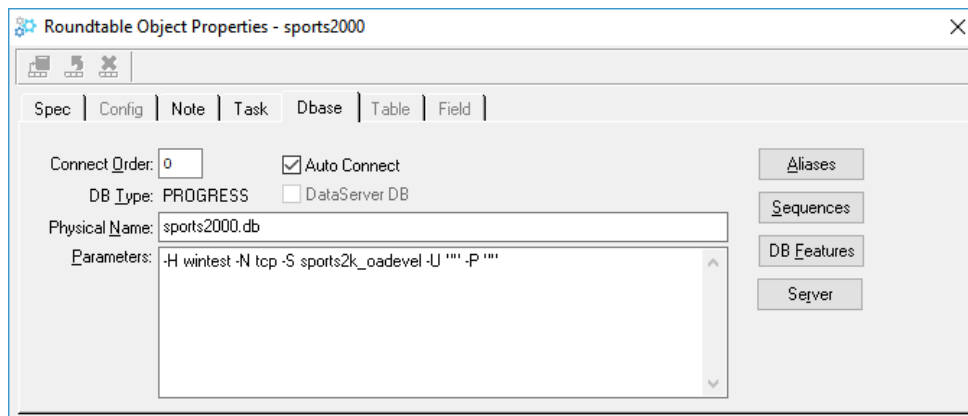 Roundtable Object Properties - sports2000
Spec Config Note Task Dbase Table Field
Connect Order: 0 Auto Connect Aliases
DB Type: PROGRESS DataServer DB
Sequences
Physical Name: sports2000.db
Parameters: -H wintest -N tcp -S sports2k_oadevel -U """ -P """ DB Features
Server